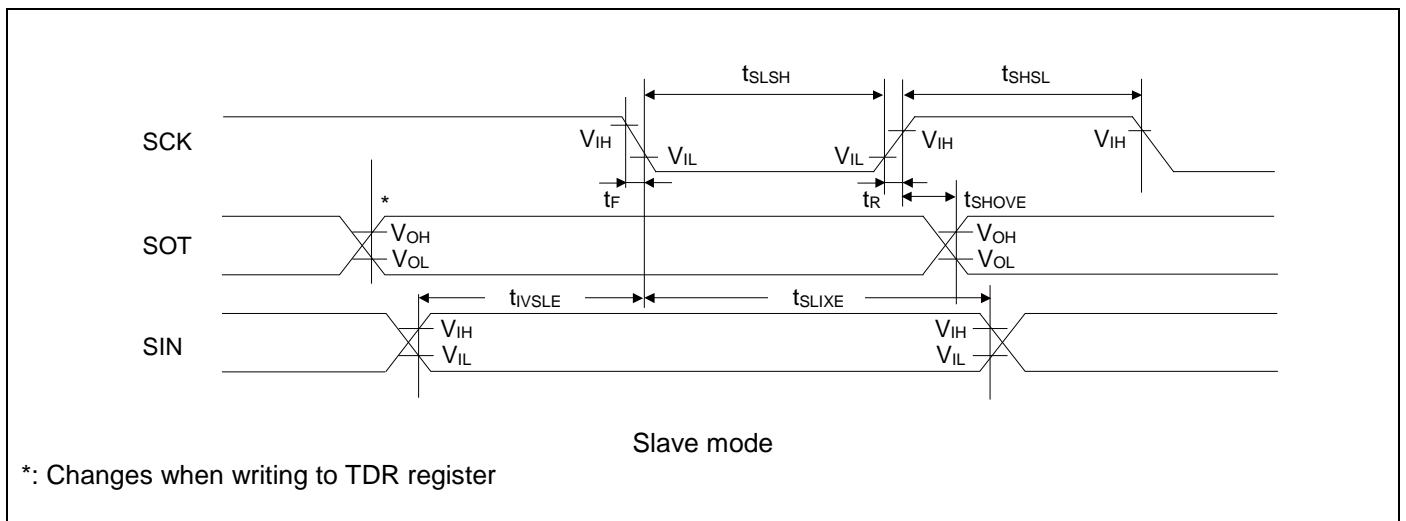 tSLSH tSHSL
SCK VIH VIL VIL VIH VIH
tF tR tSHOVE
*
SOT VOH VOL VOH VOL
tIVSLE tSLIXE
SIN VIH VIL VIH VIL
Slave mode
*: Changes when writing to TDR register